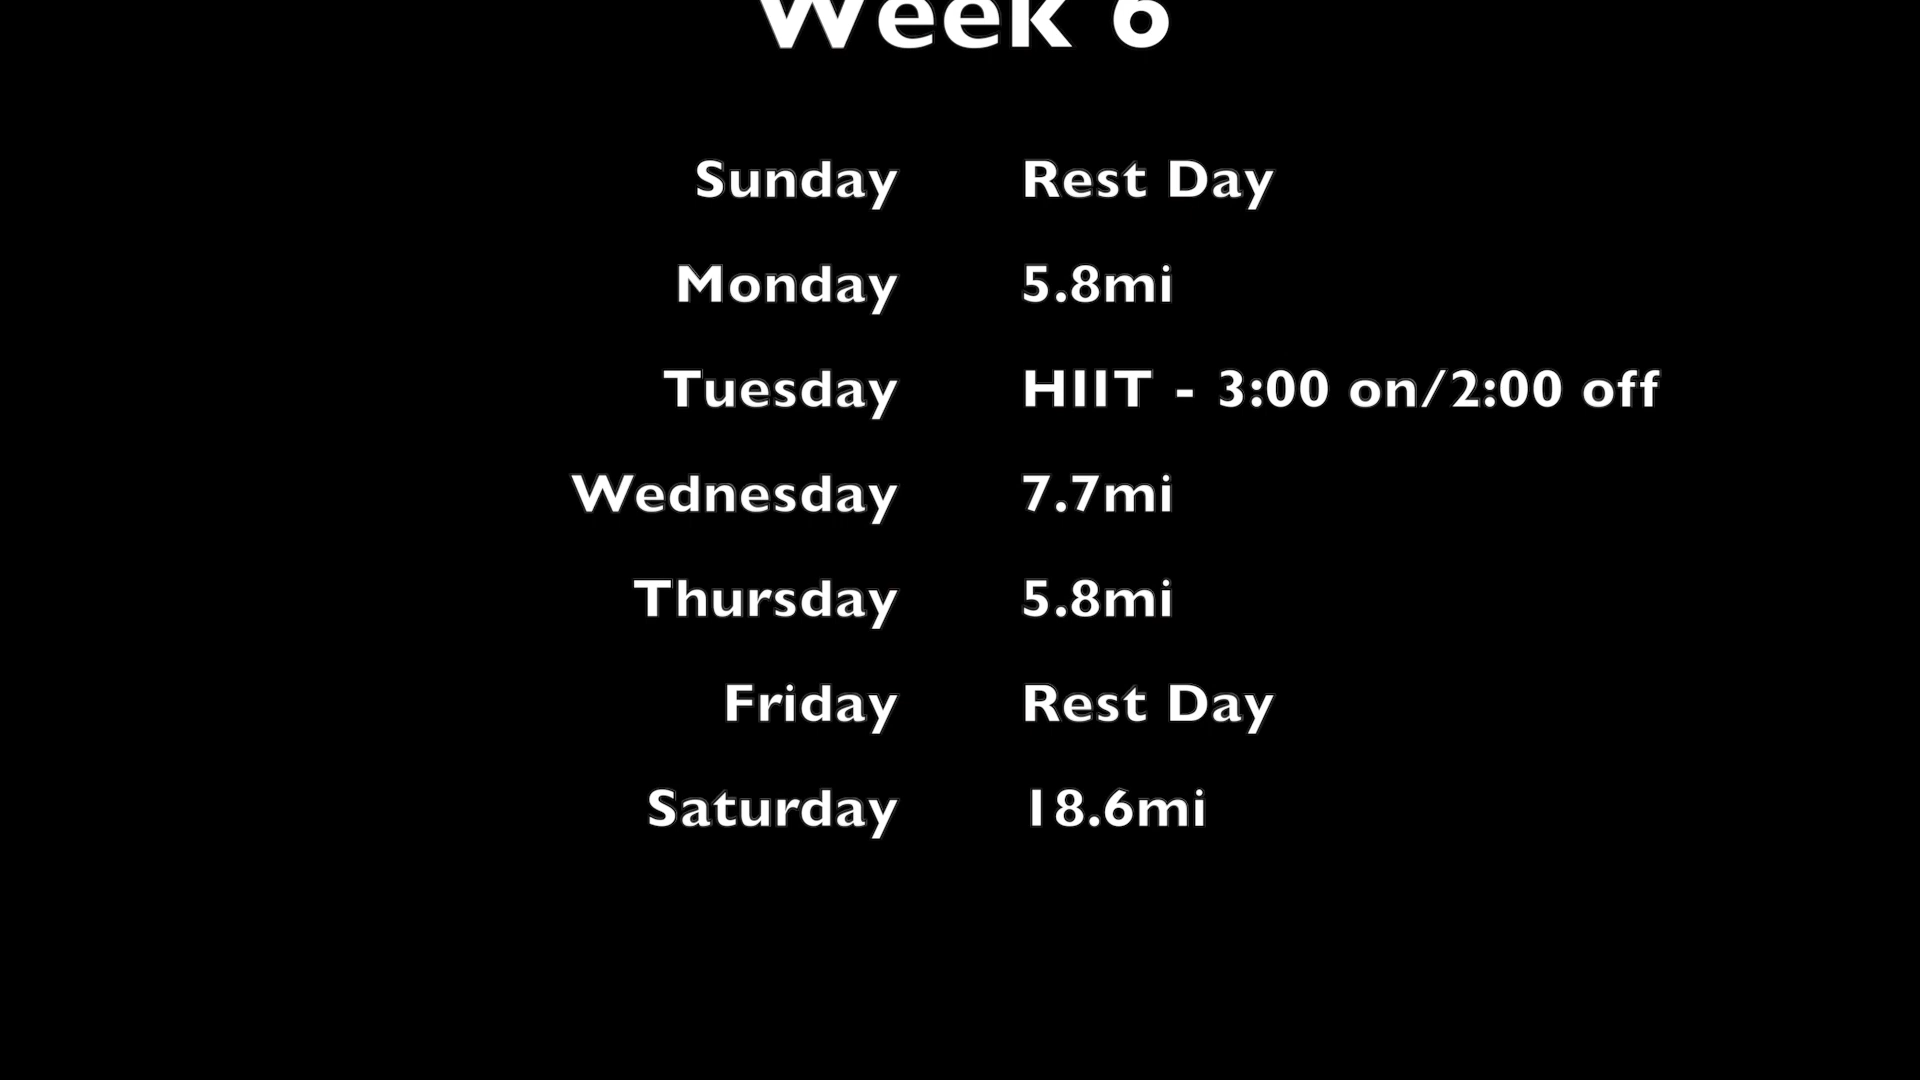 Week 6
Sunday Rest Day
Monday 5.8mi
Tuesday HIIT - 3:00 on/2:00 off
Wednesday 7.7mi
Thursday 5.8mi
Friday Rest Day
Saturday 18.6mi